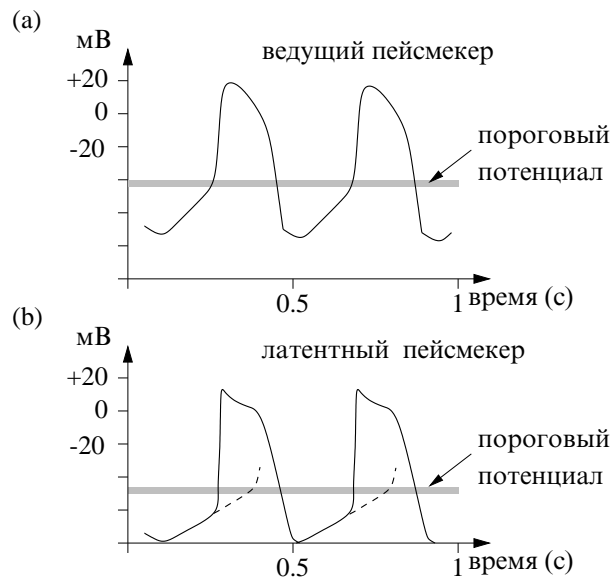 (a)
мВ
ведущий пейсмекер
+20
0
-20
пороговый
потенциал
0.5
1
время (с)
(b)
мВ
латентный пейсмекер
+20
0
-20
пороговый
потенциал
0.5
1
время (с)